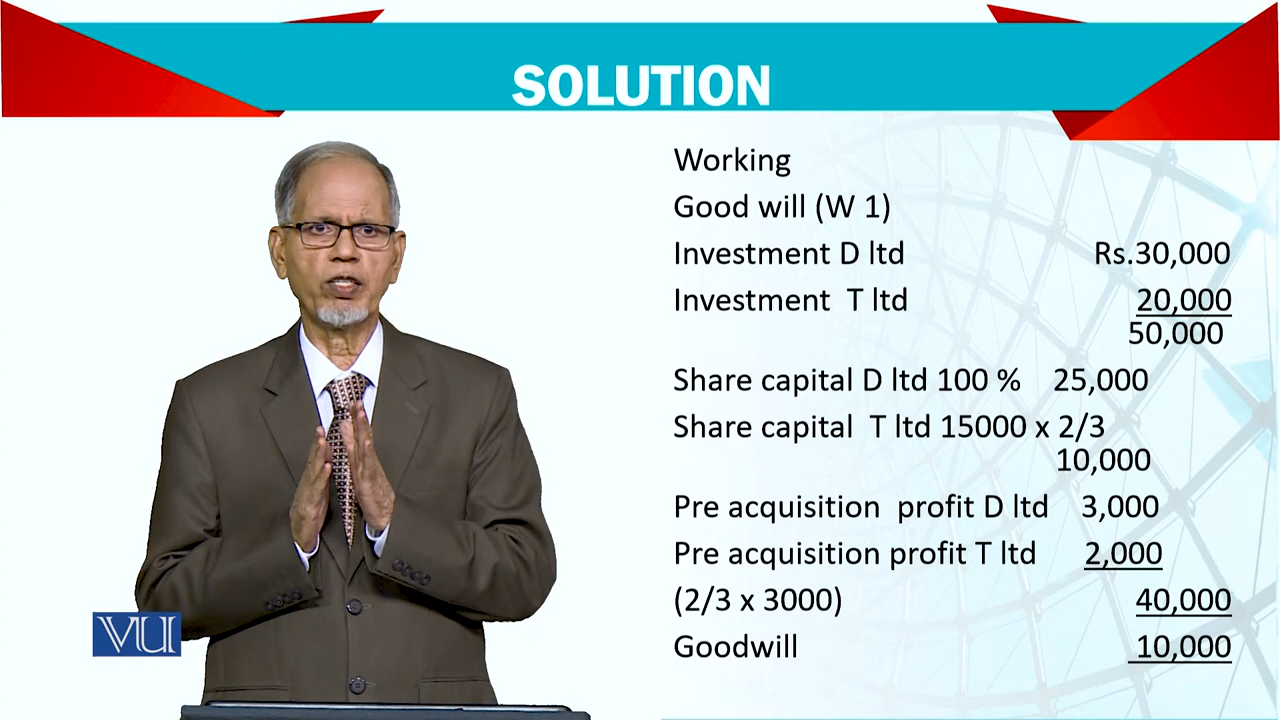 SOLUTION
Working
Good will (W 1)
Investment D ltd Rs.30,000
Investment T ltd 20,000
50,000
Share capital D ltd 100 % 25,000
Share capital T ltd 15000 x 2/3
10,000
Pre acquisition profit D ltd 3,000
Pre acquisition profit T ltd 2,000
(2/3 x 3000) 40,000
Goodwill 10,000
VU